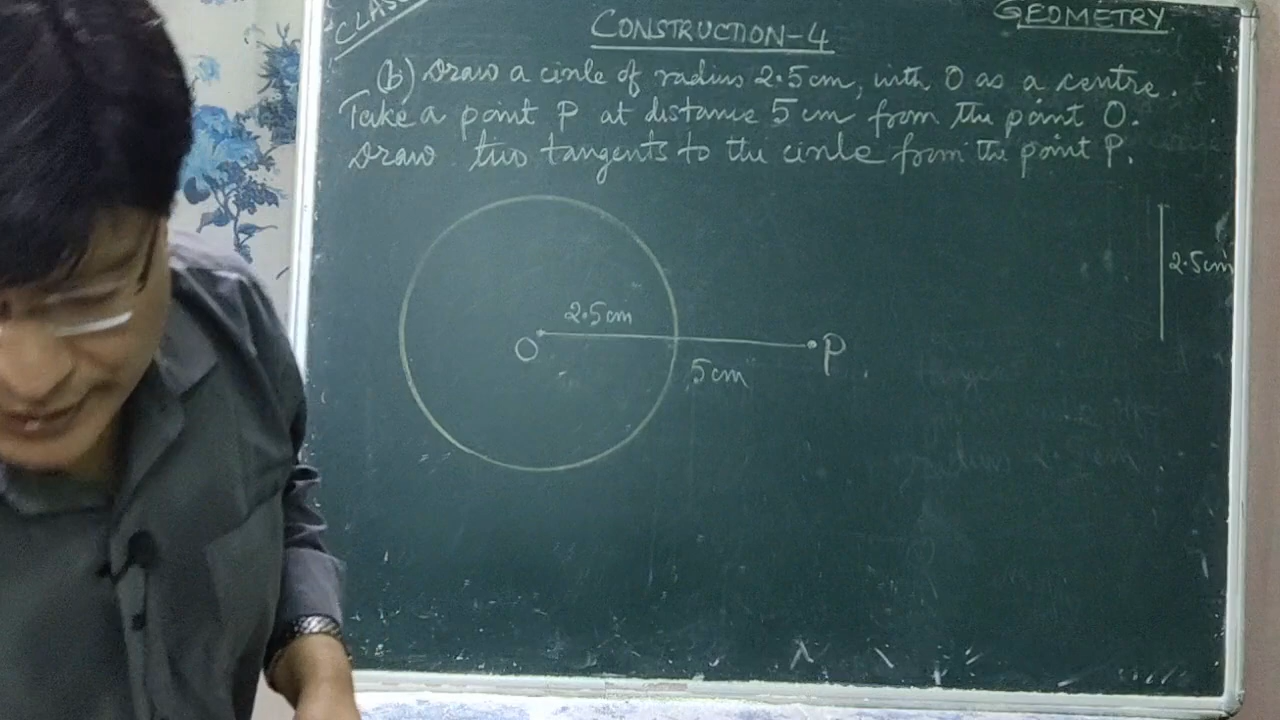 CLASS
CONSTRUCTION-4
GEOMETRY
(b) Draw a circle of radius 2.5cm, with O as a centre.
Take a point P at distance 5 cm from the point O.
Draw two tangents to the circle from the point P.
2.5cm
2.5cm
O
P
5cm